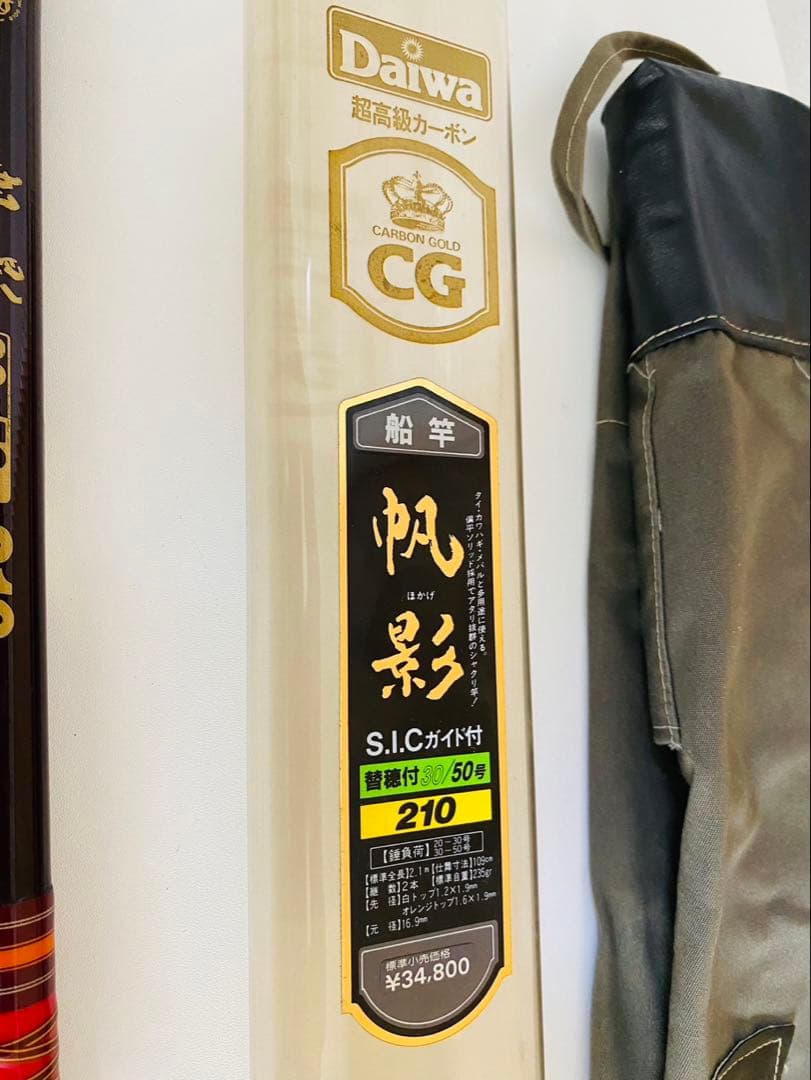 Daiwa
超高級カーボン
CARBON GOLD
CG
船竿
帆影
ほかげ
タイ・カワハギ・メバルと多用途に使える。
偏平ソリッド採用でアタリ抜群のシャクリ竿!
S.I.Cガイド付
替穂付30/50号
210
【錘負荷】20-30号
30-50号
【標準全長】2.1m【仕舞寸法】109cm
【継数】2本 【標準自重】235gr
【先径】白トップ1.2×1.9mm
オレンジトップ1.6×1.9mm
【元径】16.9mm
標準小売価格
¥34,800